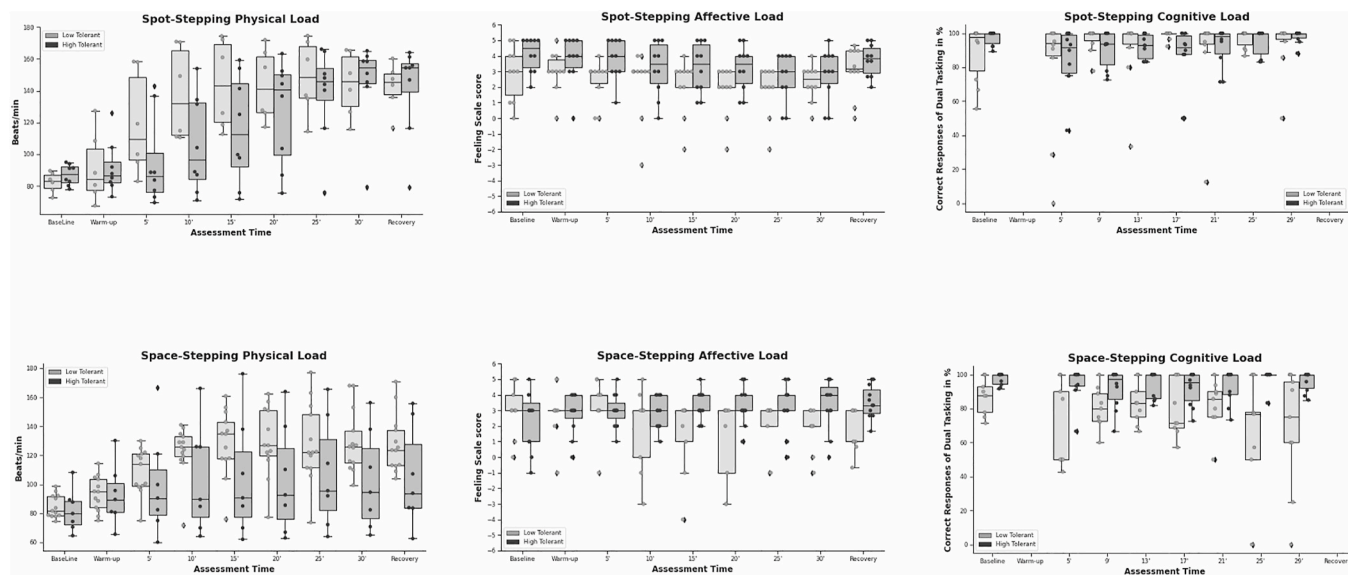 Spot-Stepping Physical Load
180
160
140
120
100
80
Beats/min
Low Tolerant
High Tolerant
BaseLine Warm-up 5' 10' 15' 20' 25' 30' Recovery
Assessment Time
Spot-Stepping Affective Load
6
5
4
3
2
1
0
−1
−2
−3
−4
−5
−6
Feeling Scale score
Low Tolerant
High Tolerant
Baseline Warm-up 5' 10' 15' 20' 25' 30' Recovery
Assessment Time
Spot-Stepping Cognitive Load
100
80
60
40
20
0
Correct Responses of Dual Tasking in %
Low Tolerant
High Tolerant
Baseline Warm-up 5' 9' 13' 17' 21' 25' 29' Recovery
Assessment Time
Space-Stepping Physical Load
180
160
140
120
100
80
60
Beats/min
Low Tolerant
High Tolerant
BaseLine Warm-up 5' 10' 15' 20' 25' 30' Recovery
Assessment Time
Space-Stepping Affective Load
6
5
4
3
2
1
0
−1
−2
−3
−4
−5
−6
Feeling Scale score
Low Tolerant
High Tolerant
Baseline Warm-up 5' 10' 15' 20' 25' 30' Recovery
Assessment Time
Space-Stepping Cognitive Load
100
80
60
40
20
0
Correct Responses of Dual Tasking in %
Low Tolerant
High Tolerant
Baseline Warm-up 5' 9' 13' 17' 21' 25' 29' Recover
Assessment Time